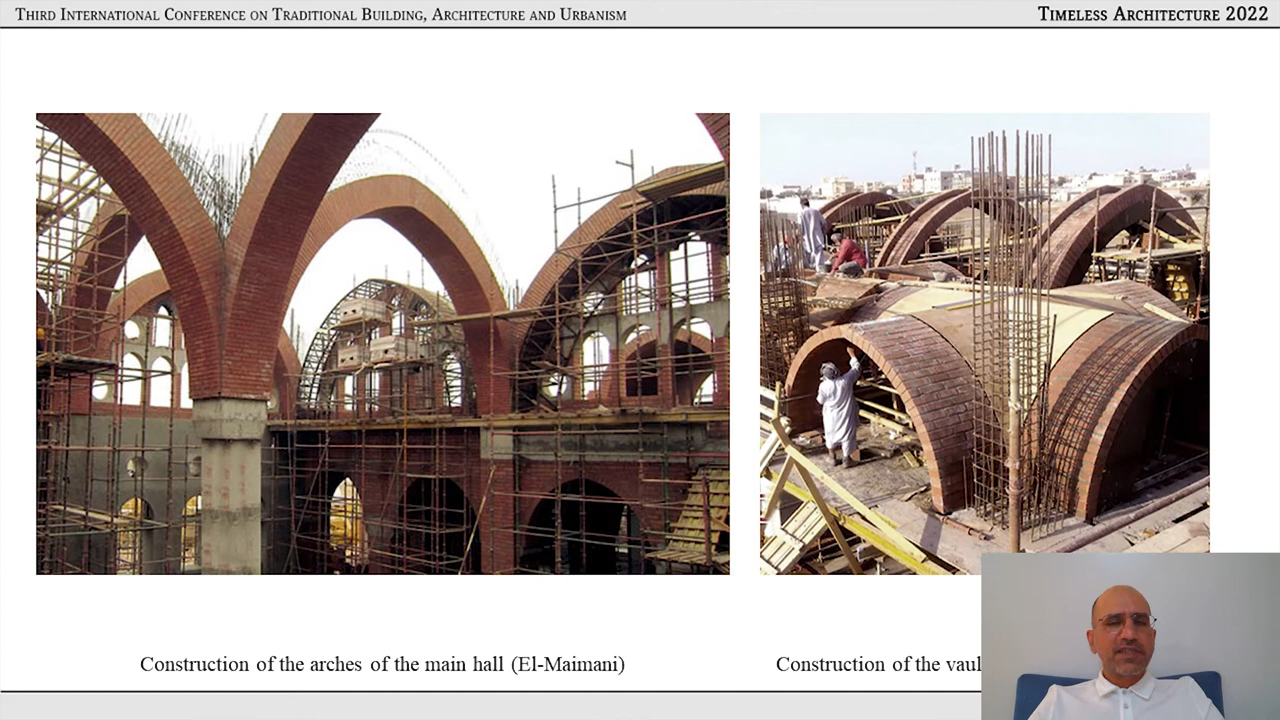 Third International Conference on Traditional Building, Architecture and Urbanism
Timeless Architecture 2022
Construction of the arches of the main hall (El-Maimani)
Construction of the